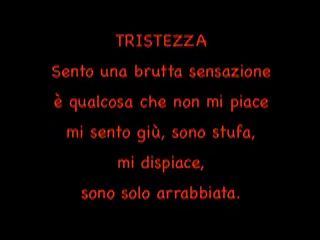 TRISTEZZA
Sento una brutta sensazione
è qualcosa che non mi piace
mi sento giù, sono stufa,
mi dispiace,
sono solo arrabbiata.